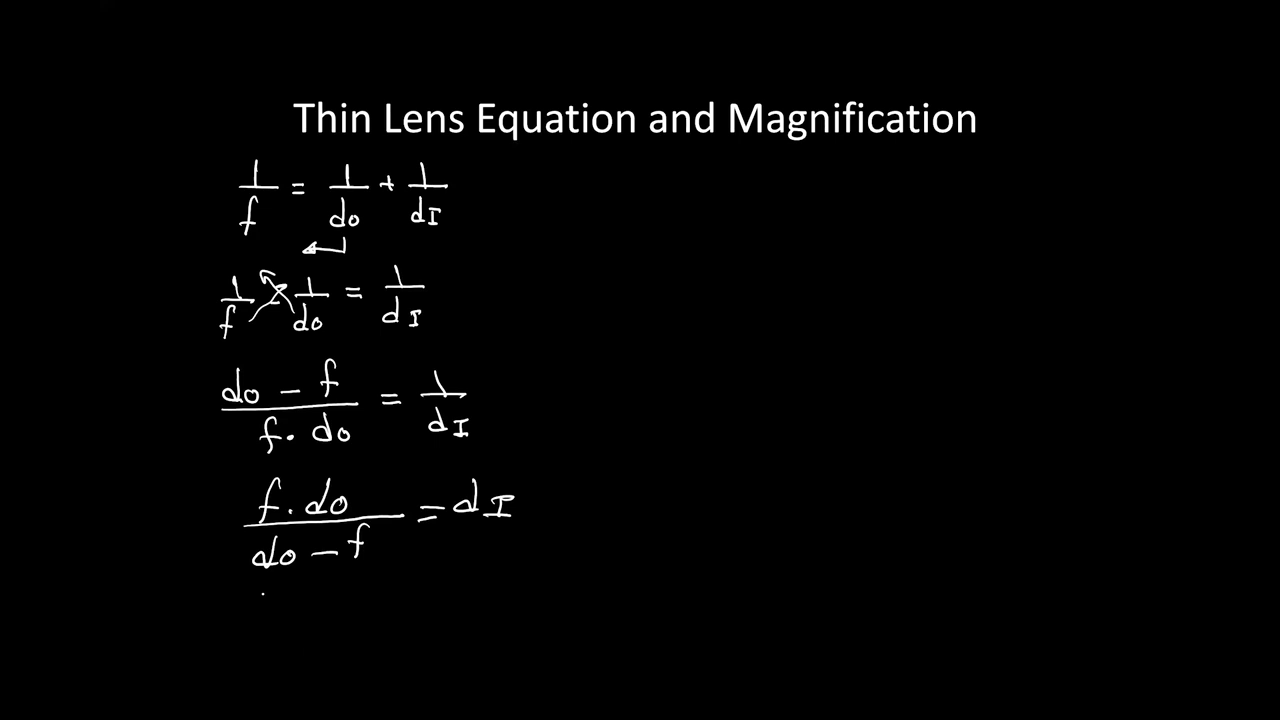 Thin Lens Equation and Magnification
1/f = 1/do + 1/dI
1/f - 1/do = 1/dI
(do - f)/(f · do) = 1/dI
(f · do)/(do - f) = dI